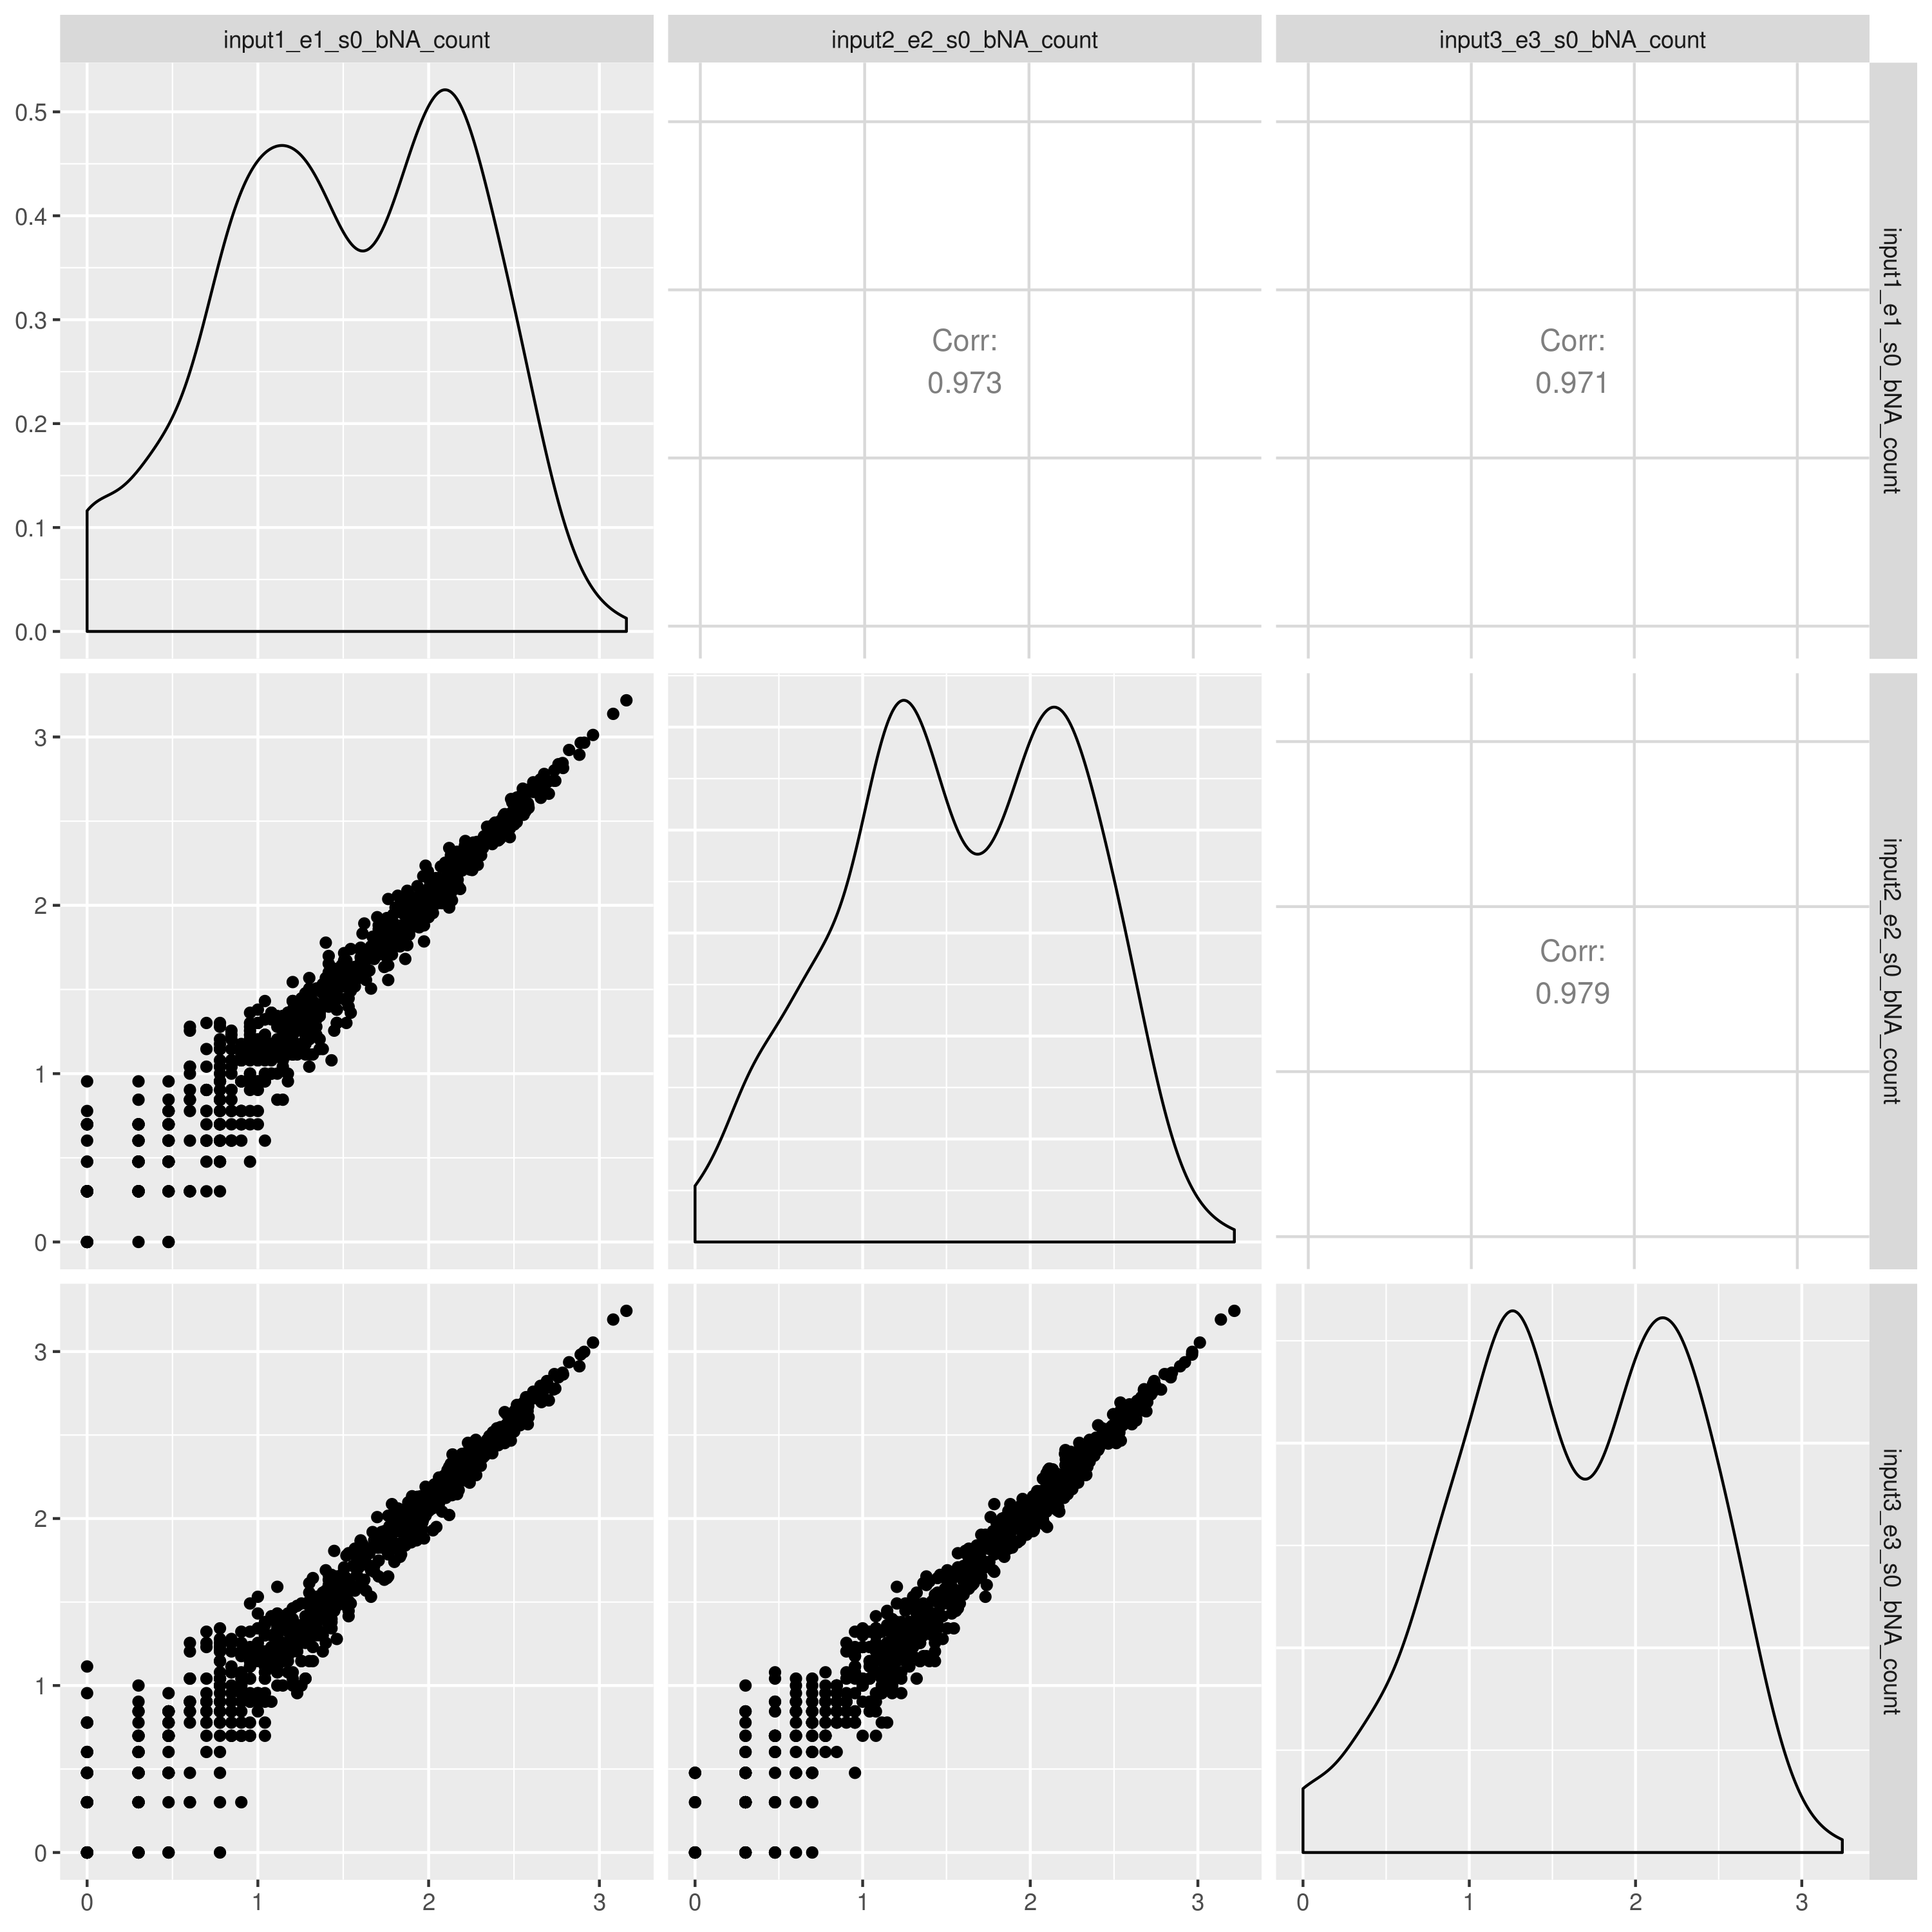 input1_e1_s0_bNA_count
input2_e2_s0_bNA_count
input3_e3_s0_bNA_count
0.5
0.4
0.3
0.2
0.1
0.0
Corr:
0.973
Corr:
0.971
input1_e1_s0_bNA_count
3
2
1
0
Corr:
0.979
input2_e2_s0_bNA_count
3
2
1
0
input3_e3_s0_bNA_count
0 1 2 3
0 1 2 3
0 1 2 3